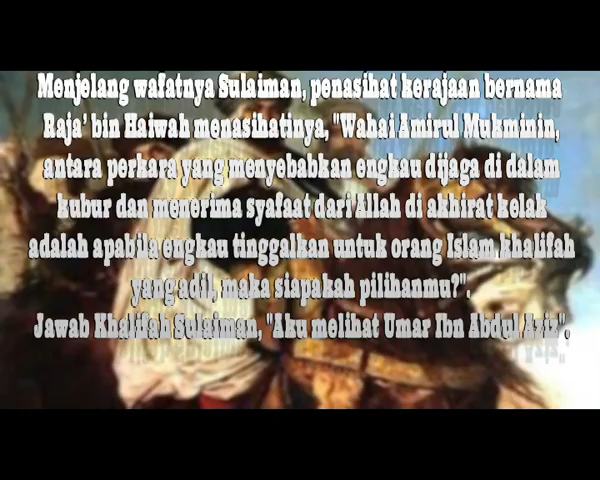 Menjelang wafatnya Sulaiman, penasihat kerajaan bernama
Raja' bin Haiwah menasihatinya, "Wahai Amirul Mukminin,
antara perkara yang menyebabkan engkau dijaga di dalam
kubur dan menerima syafaat dari Allah di akhirat kelak
adalah apabila engkau tinggalkan untuk orang Islam khalifah
yang adil, maka siapakah pilihanmu?".
Jawab Khalifah Sulaiman, "Aku melihat Umar Ibn Abdul Aziz".